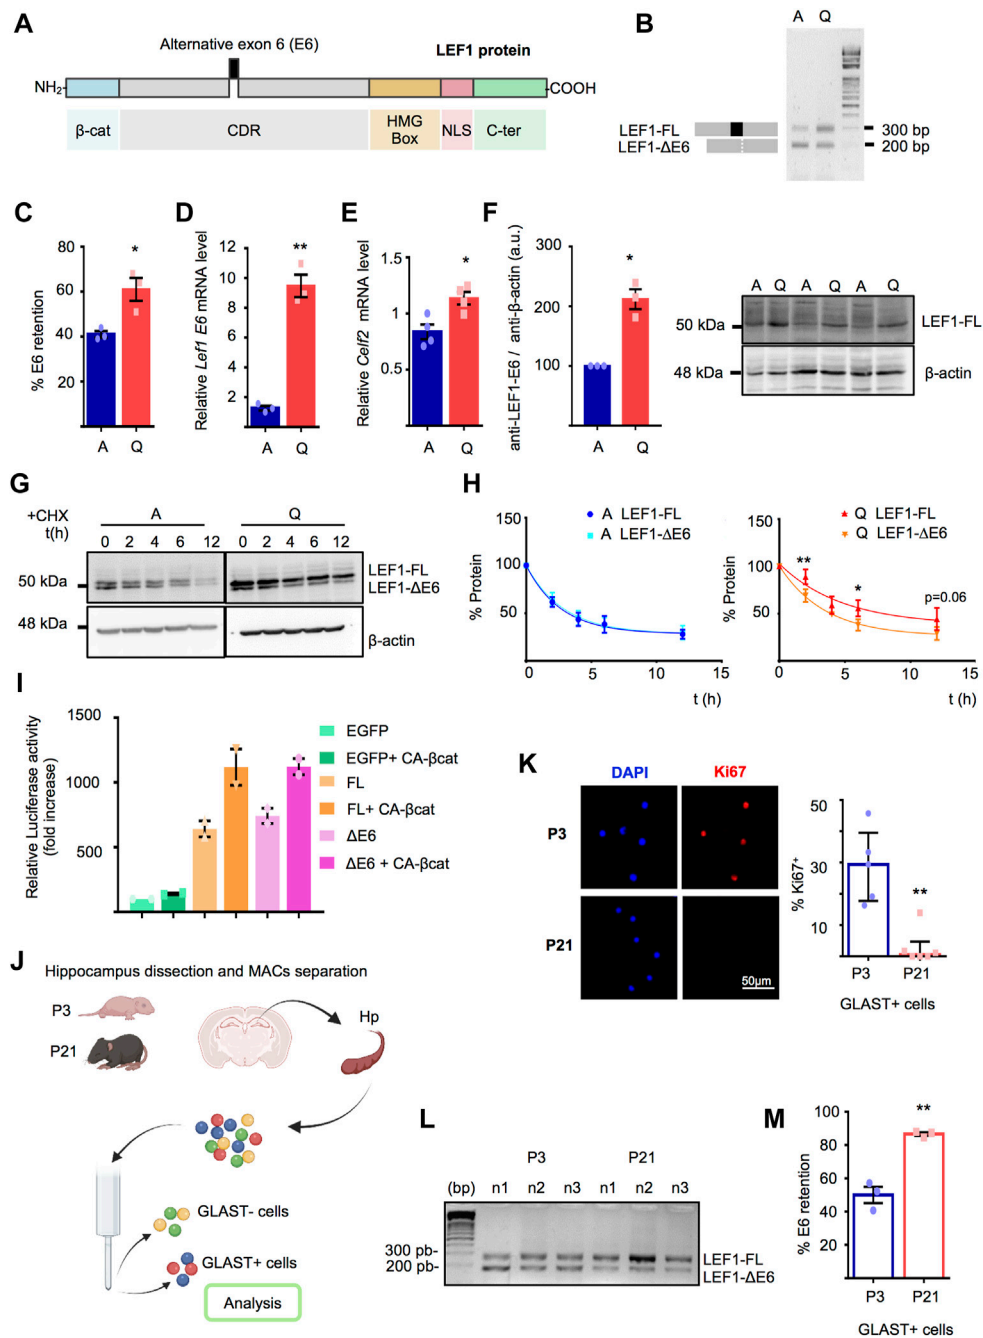 A
Alternative exon 6 (E6)
LEF1 protein
NH2-
-COOH
β-cat
CDR
HMG Box
NLS
C-ter
B
A Q
LEF1-FL
LEF1-ΔE6
300 bp
200 bp
C
% E6 retention
80
60
40
20
*
A Q
D
Relative Lef1 E6 mRNA level
12
10
8
6
4
2
**
A Q
E
Relative Celf2 mRNA level
1.5
1
0.5
*
A Q
F
anti-LEF1-E6 / anti-β-actin (a.u.)
300
200
100
*
A Q
A Q A Q A Q
50 kDa
LEF1-FL
48 kDa
β-actin
G
+CHX
A Q
t(h)
0 2 4 6 12 0 2 4 6 12
50 kDa
LEF1-FL
LEF1-ΔE6
48 kDa
β-actin
H
% Protein
150
100
50
A LEF1-FL
A LEF1-ΔE6
0 5 10 15
t (h)
% Protein
150
100
50
Q LEF1-FL
Q LEF1-ΔE6
**
*
p=0.06
0 5 10 15
t (h)
I
Relative Luciferase activity
(fold increase)
1500
1000
500
EGFP
EGFP+ CA-βcat
FL
FL+ CA-βcat
ΔE6
ΔE6 + CA-βcat
J
Hippocampus dissection and MACs separation
P3
P21
Hp
GLAST- cells
GLAST+ cells
Analysis
K
DAPI
Ki67
P3
P21
50µm
% Ki67+
50
30
10
**
P3 P21
GLAST+ cells
L
P3 P21
(bp) n1 n2 n3 n1 n2 n3
300 pb-
200 pb-
LEF1-FL
LEF1-ΔE6
M
% E6 retention
100
80
60
40
20
**
P3 P21
GLAST+ cells